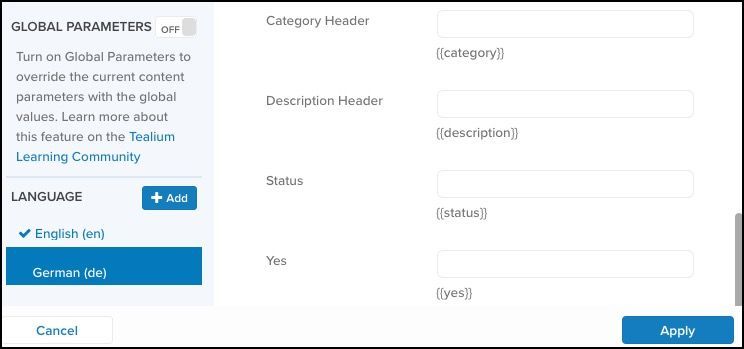 GLOBAL PARAMETERS OFF
Turn on Global Parameters to
override the current content
parameters with the global
values. Learn more about
this feature on the Tealium
Learning Community
LANGUAGE
Add
English (en)
German (de)
Category Header
{{category}}
Description Header
{{description}}
Status
{{status}}
Yes
{{yes}}
Cancel
Apply